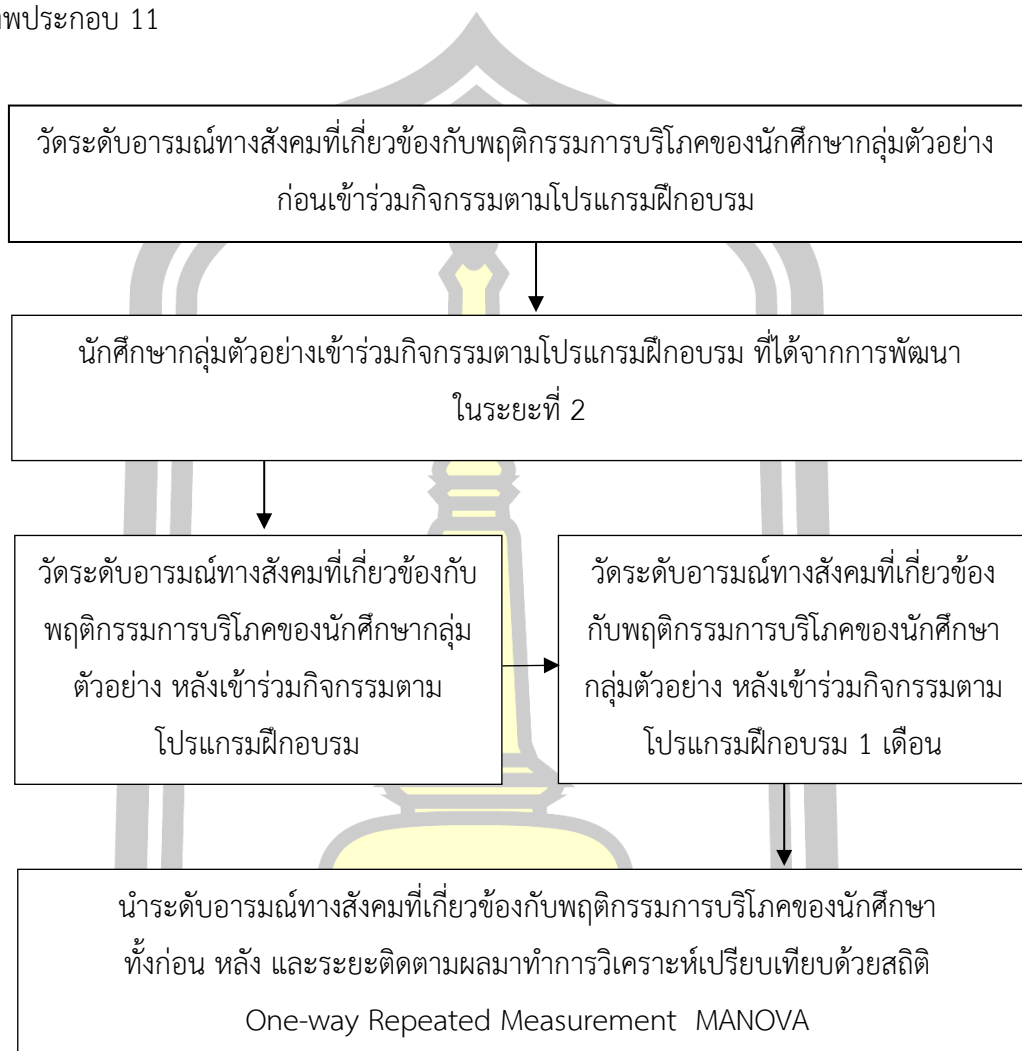 พประกอบ 11
วัดระดับอารมณ์ทางสังคมที่เกี่ยวข้องกับพฤติกรรมการบริโภคของนักศึกษากลุ่มตัวอย่าง
ก่อนเข้าร่วมกิจกรรมตามโปรแกรมฝึกอบรม
นักศึกษากลุ่มตัวอย่างเข้าร่วมกิจกรรมตามโปรแกรมฝึกอบรม ที่ได้จากการพัฒนา
ในระยะที่ 2
วัดระดับอารมณ์ทางสังคมที่เกี่ยวข้องกับ
พฤติกรรมการบริโภคของนักศึกษากลุ่ม
ตัวอย่าง หลังเข้าร่วมกิจกรรมตาม
โปรแกรมฝึกอบรม
วัดระดับอารมณ์ทางสังคมที่เกี่ยวข้อง
กับพฤติกรรมการบริโภคของนักศึกษา
กลุ่มตัวอย่าง หลังเข้าร่วมกิจกรรมตาม
โปรแกรมฝึกอบรม 1 เดือน
นำระดับอารมณ์ทางสังคมที่เกี่ยวข้องกับพฤติกรรมการบริโภคของนักศึกษา
ทั้งก่อน หลัง และระยะติดตามผลมาทำการวิเคราะห์เปรียบเทียบด้วยสถิติ
One-way Repeated Measurement MANOVA